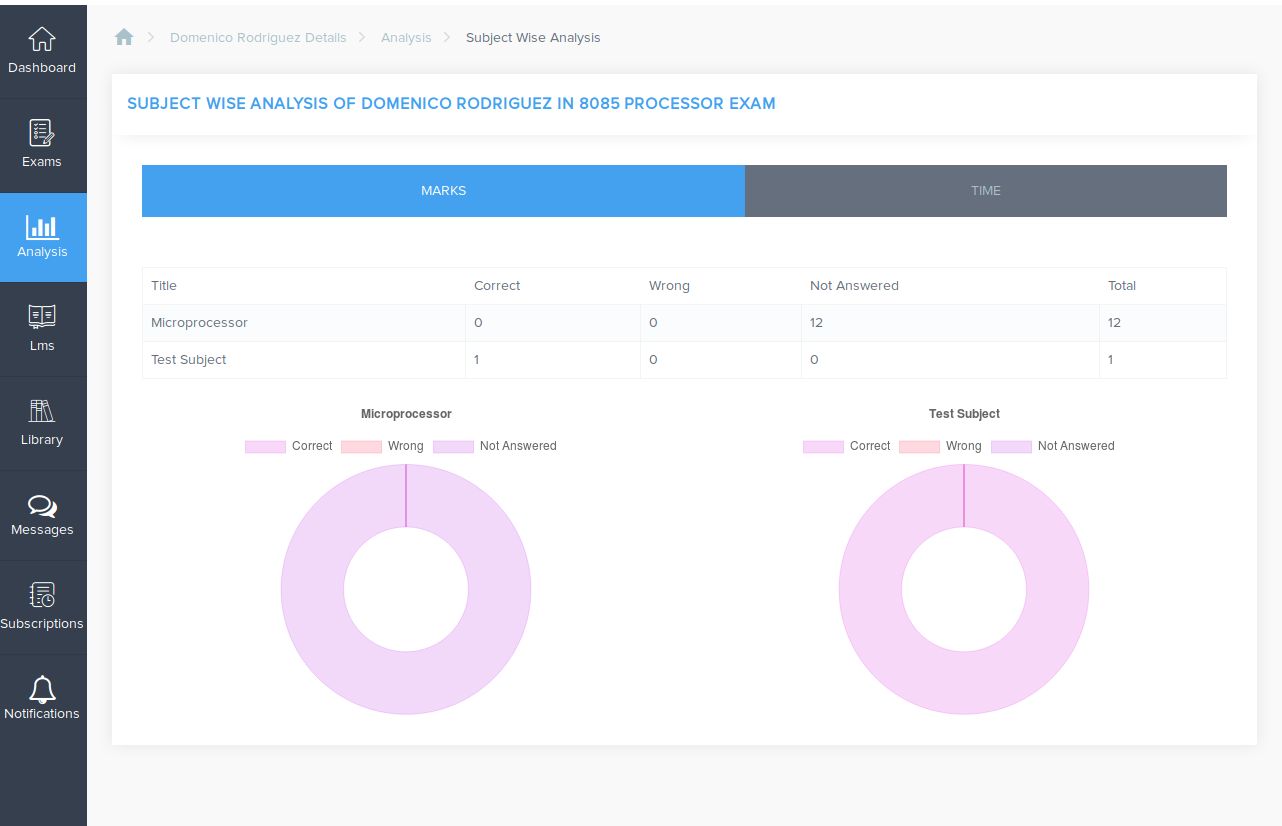 Dashboard
Exams
Analysis
Lms
Library
Messages
Subscriptions
Notifications
Domenico Rodriguez Details Analysis Subject Wise Analysis
SUBJECT WISE ANALYSIS OF DOMENICO RODRIGUEZ IN 8085 PROCESSOR EXAM
MARKS TIME
Title Correct Wrong Not Answered Total
Microprocessor 0 0 12 12
Test Subject 1 0 0 1
Microprocessor
Correct Wrong Not Answered
Test Subject
Correct Wrong Not Answered